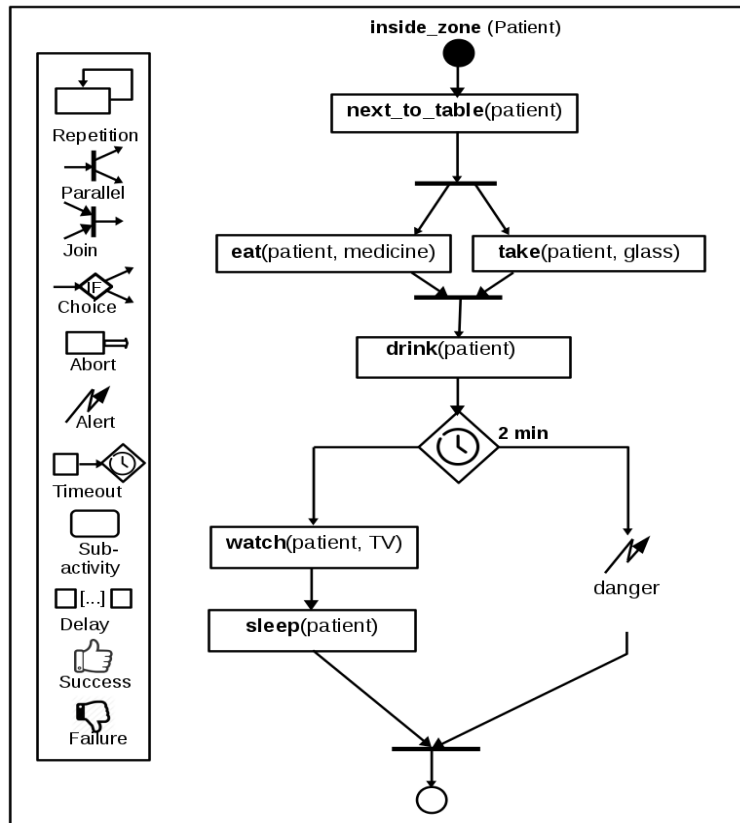 inside_zone (Patient)
next_to_table(patient)
eat(patient, medicine)
take(patient, glass)
drink(patient)
2 min
watch(patient, TV)
danger
sleep(patient)
Repetition
Parallel
Join
IF
Choice
Abort
Alert
Timeout
Sub-
activity
[...]
Delay
Success
Failure